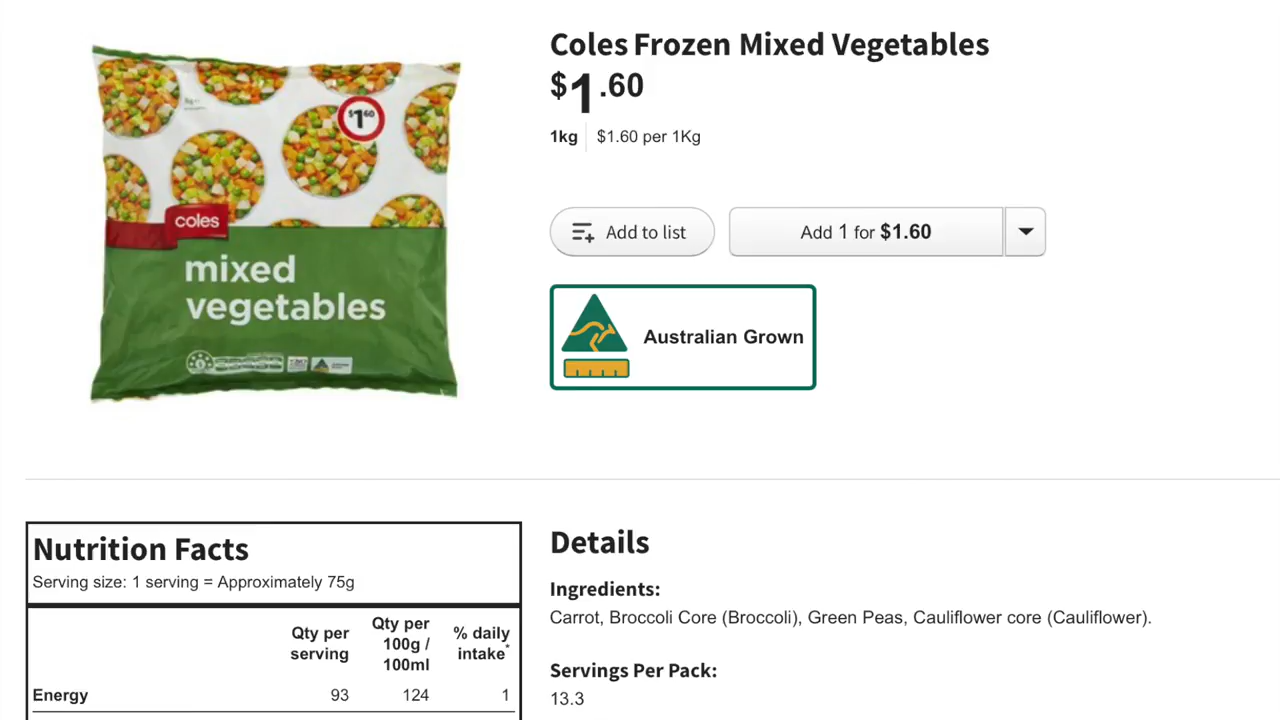 Coles Frozen Mixed Vegetables
$1.60
1kg $1.60 per 1Kg
Add to list
Add 1 for $1.60
Australian Grown
$1⁶⁰
coles
mixed
vegetables
Nutrition Facts
Serving size: 1 serving = Approximately 75g
Qty per serving
Qty per 100g / 100ml
% daily intake*
Energy 93 124 1
Details
Ingredients:
Carrot, Broccoli Core (Broccoli), Green Peas, Cauliflower core (Cauliflower).
Servings Per Pack:
13.3